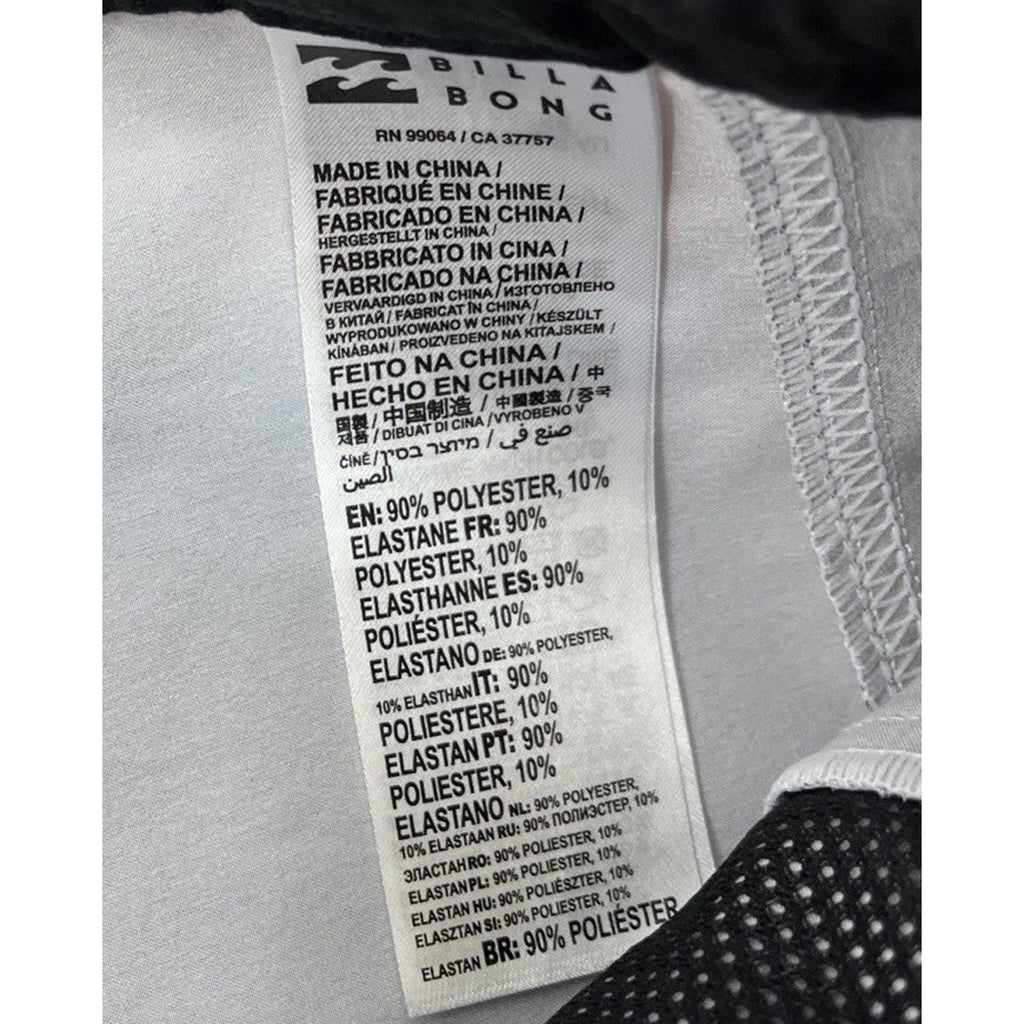 BILLA
BONG
RN 99064 / CA 37757
MADE IN CHINA /
FABRIQUÉ EN CHINE /
FABRICADO EN CHINA /
HERGESTELLT IN CHINA /
FABBRICATO IN CINA /
FABRICADO NA CHINA /
VERVAARDIGD IN CHINA / ИЗГОТОВЛЕНО
В КИТАЙ / FABRICAT ÎN CHINA /
WYPRODUKOWANO W CHINY / KÉSZÜLT
KÍNÁBAN / PROIZVEDENO NA KITAJSKEM /
FEITO NA CHINA /
HECHO EN CHINA / 中
国製 / 中国制造 / 中國製造 / 중국
제품 / DIBUAT DI CINA / VYROBENO V
ČÍNĚ / מיוצר בסין / صنع في
الصين
EN: 90% POLYESTER, 10%
ELASTANE FR: 90%
POLYESTER, 10%
ELASTHANNE ES: 90%
POLIÉSTER, 10%
ELASTANO DE: 90% POLYESTER,
10% ELASTHAN IT: 90%
POLIESTERE, 10%
ELASTAN PT: 90%
POLIESTER, 10%
ELASTANO NL: 90% POLYESTER,
10% ELASTAAN RU: 90% ПОЛИЭСТЕР, 10%
ЭЛАСТАН RO: 90% POLIESTER, 10%
ELASTAN PL: 90% POLIESTER, 10%
ELASTAN HU: 90% POLIÉSZTER, 10%
ELASZTAN SI: 90% POLIESTER, 10%
ELASTAN BR: 90% POLIÉSTER